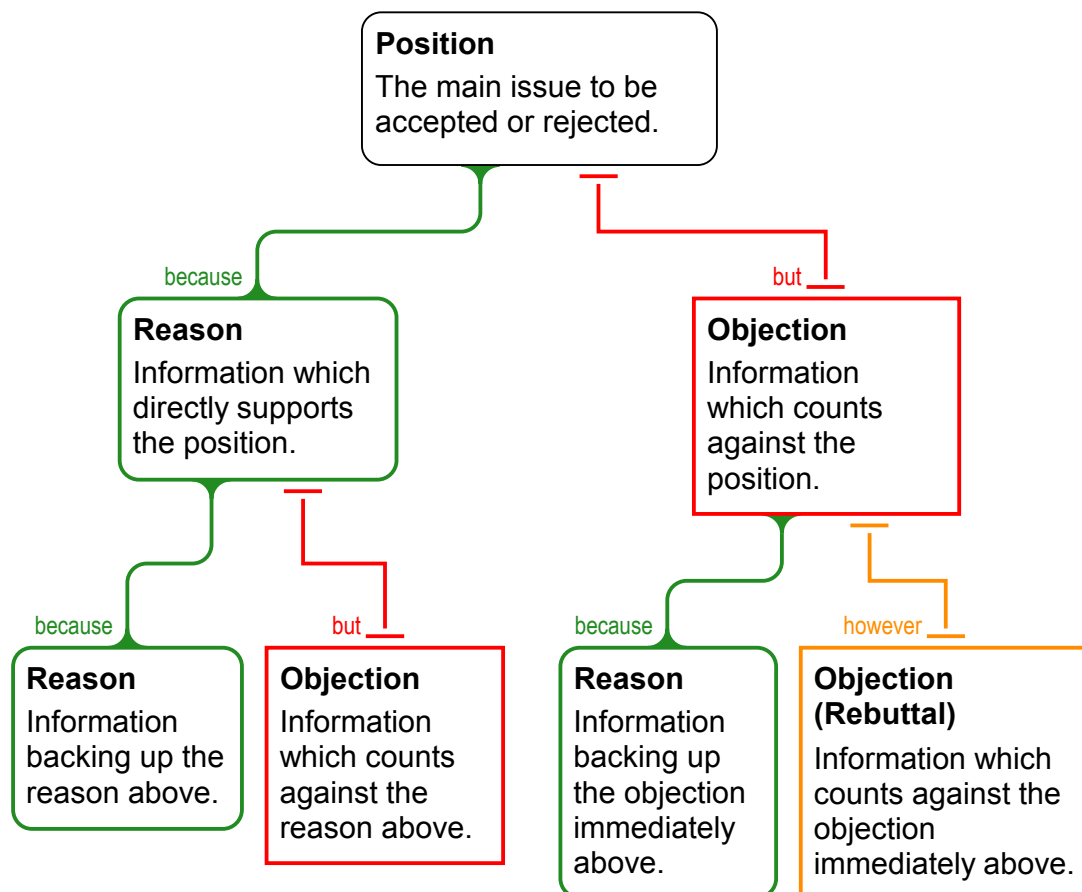 Position
The main issue to be
accepted or rejected.
because
but
Reason
Information which
directly supports
the position.
Objection
Information
which counts
against the
position.
because
but
because
however
Reason
Information
backing up the
reason above.
Objection
Information
which counts
against the
reason above.
Reason
Information
backing up
the objection
immediately
above.
Objection
(Rebuttal)
Information which
counts against the
objection
immediately above.